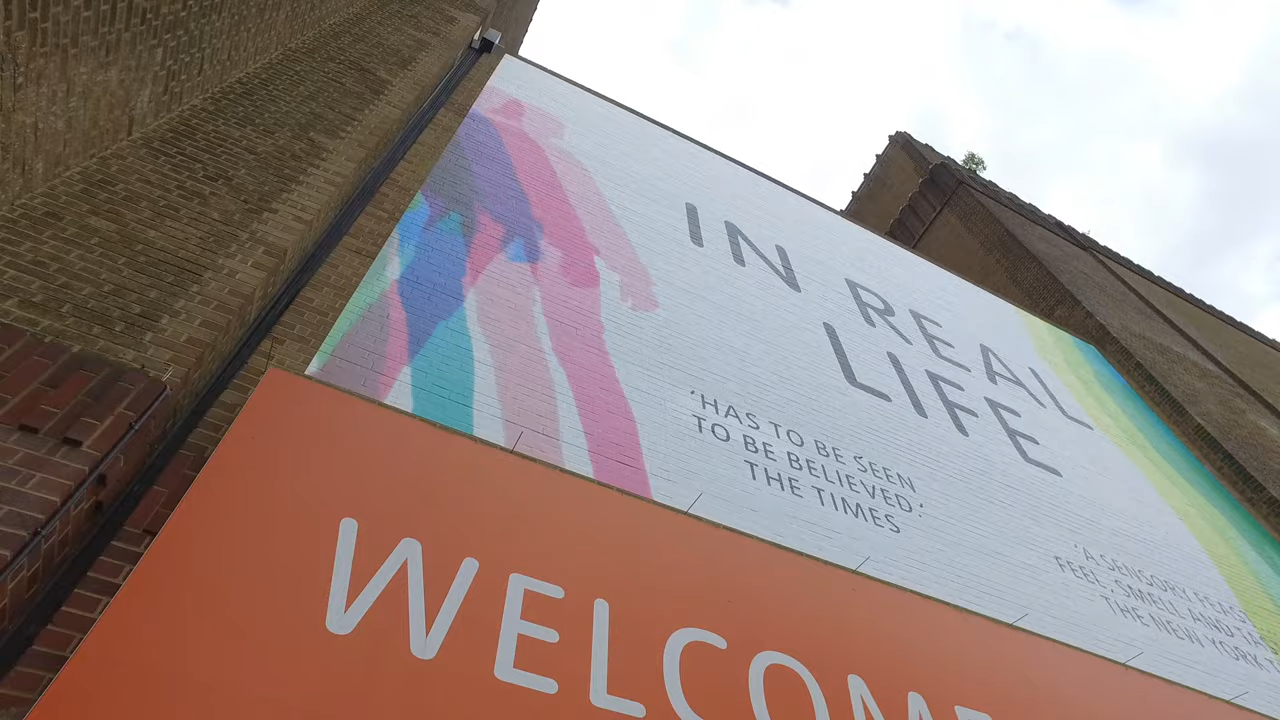 IN REAL
LIFE
‘HAS TO BE SEEN
TO BE BELIEVED.’
THE TIMES
‘A SENSORY FEAST
FEEL, SMELL AND
THE NEW YORK
WELCOME